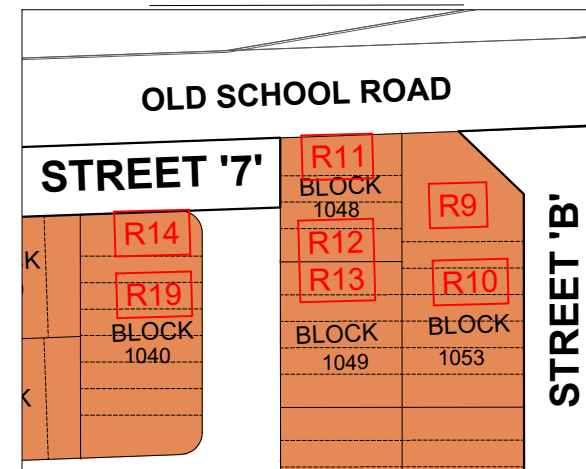 OLD SCHOOL ROAD
STREET '7'
R11
BLOCK
1048
R9
R14
R12
R13
R10
R19
BLOCK
1040
BLOCK
1049
BLOCK
1053
STREET 'B'